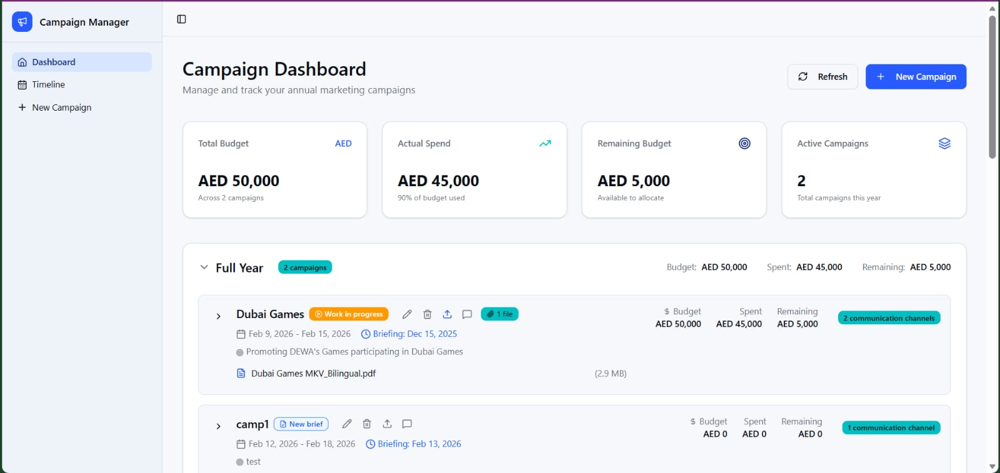 Campaign Manager
Dashboard
Timeline
New Campaign
Campaign Dashboard
Manage and track your annual marketing campaigns
Refresh
New Campaign
Total Budget
AED
AED 50,000
Across 2 campaigns
Actual Spend
AED 45,000
90% of budget used
Remaining Budget
AED 5,000
Available to allocate
Active Campaigns
2
Total campaigns this year
Full Year
2 campaigns
Budget: AED 50,000
Spent: AED 45,000
Remaining: AED 5,000
Dubai Games
Work in progress
1 file
$ Budget
AED 50,000
Spent
AED 45,000
Remaining
AED 5,000
2 communication channels
Feb 9, 2026 - Feb 15, 2026
Briefing: Dec 15, 2025
Promoting DEWA's Games participating in Dubai Games
Dubai Games MKV_Bilingual.pdf
(2.9 MB)
camp1
New brief
$ Budget
AED 0
Spent
AED 0
Remaining
AED 0
1 communication channel
Feb 12, 2026 - Feb 18, 2026
Briefing: Feb 13, 2026
test